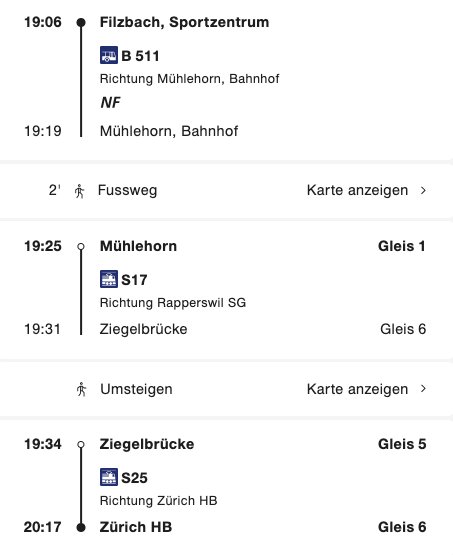 19:06 Filzbach, Sportzentrum
B 511
Richtung Mühlehorn, Bahnhof
NF
19:19 Mühlehorn, Bahnhof
2' Fussweg Karte anzeigen
19:25 Mühlehorn Gleis 1
S17
Richtung Rapperswil SG
19:31 Ziegelbrücke Gleis 6
Umsteigen Karte anzeigen
19:34 Ziegelbrücke Gleis 5
S25
Richtung Zürich HB
20:17 Zürich HB Gleis 6